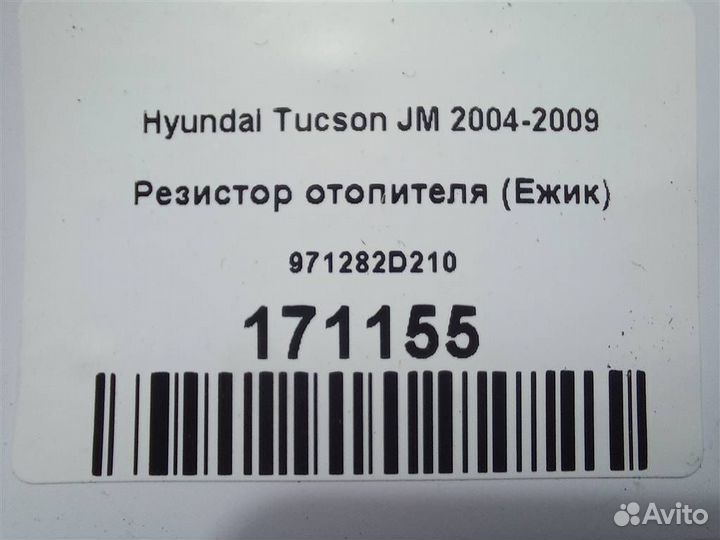 Hyundai Tucson JM 2004-2009
Резистор отопителя (Ежик)
971282D210
171155
Avito